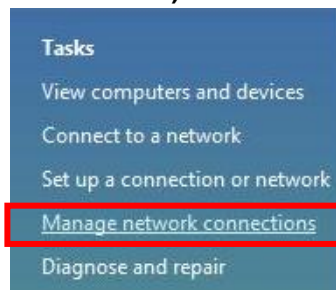 Tasks
View computers and devices
Connect to a network
Set up a connection or network
Manage network connections
Diagnose and repair